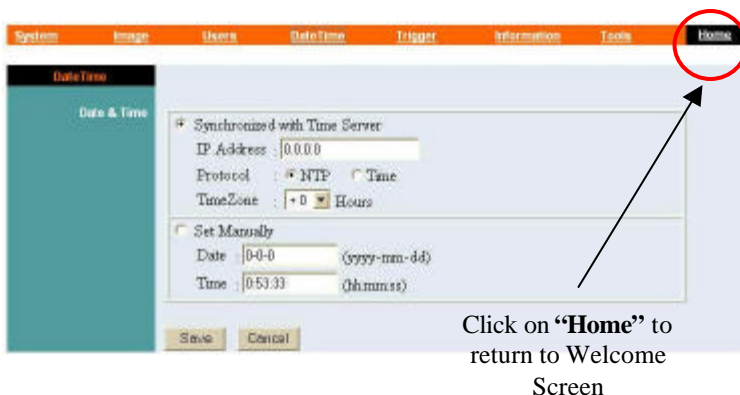 System Image Users DateTime Trigger Information Tools Home
DateTime
Date & Time
Synchronized with Time Server
IP Address : 0.0.0.0
Protocol : NTP Time
TimeZone : +0 Hours
Set Manually
Date : 0-0-0 (yyyy-mm-dd)
Time : 0:53:33 (hh:mm:ss)
Save Cancel
Click on “Home” to
return to Welcome
Screen